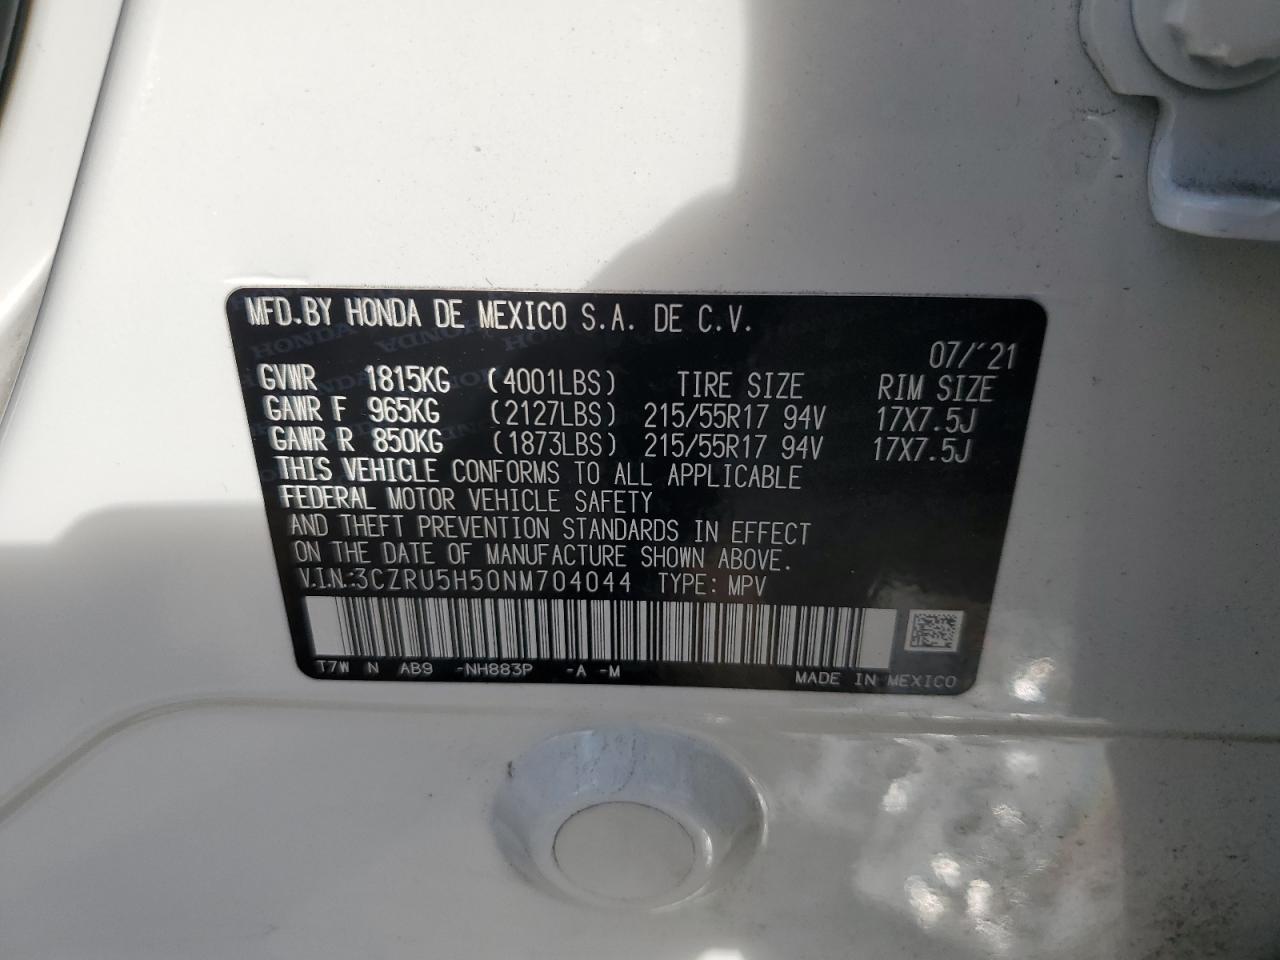 MFD.BY HONDA DE MEXICO S.A. DE C.V.
07/´21
GVWR 1815KG (4001LBS) TIRE SIZE RIM SIZE
GAWR F 965KG (2127LBS) 215/55R17 94V 17X7.5J
GAWR R 850KG (1873LBS) 215/55R17 94V 17X7.5J
THIS VEHICLE CONFORMS TO ALL APPLICABLE
FEDERAL MOTOR VEHICLE SAFETY
AND THEFT PREVENTION STANDARDS IN EFFECT
ON THE DATE OF MANUFACTURE SHOWN ABOVE.
V.I.N.:3CZRU5H50NM704044 TYPE: MPV
T7W N AB9 -NH883P -A -M MADE IN MEXICO